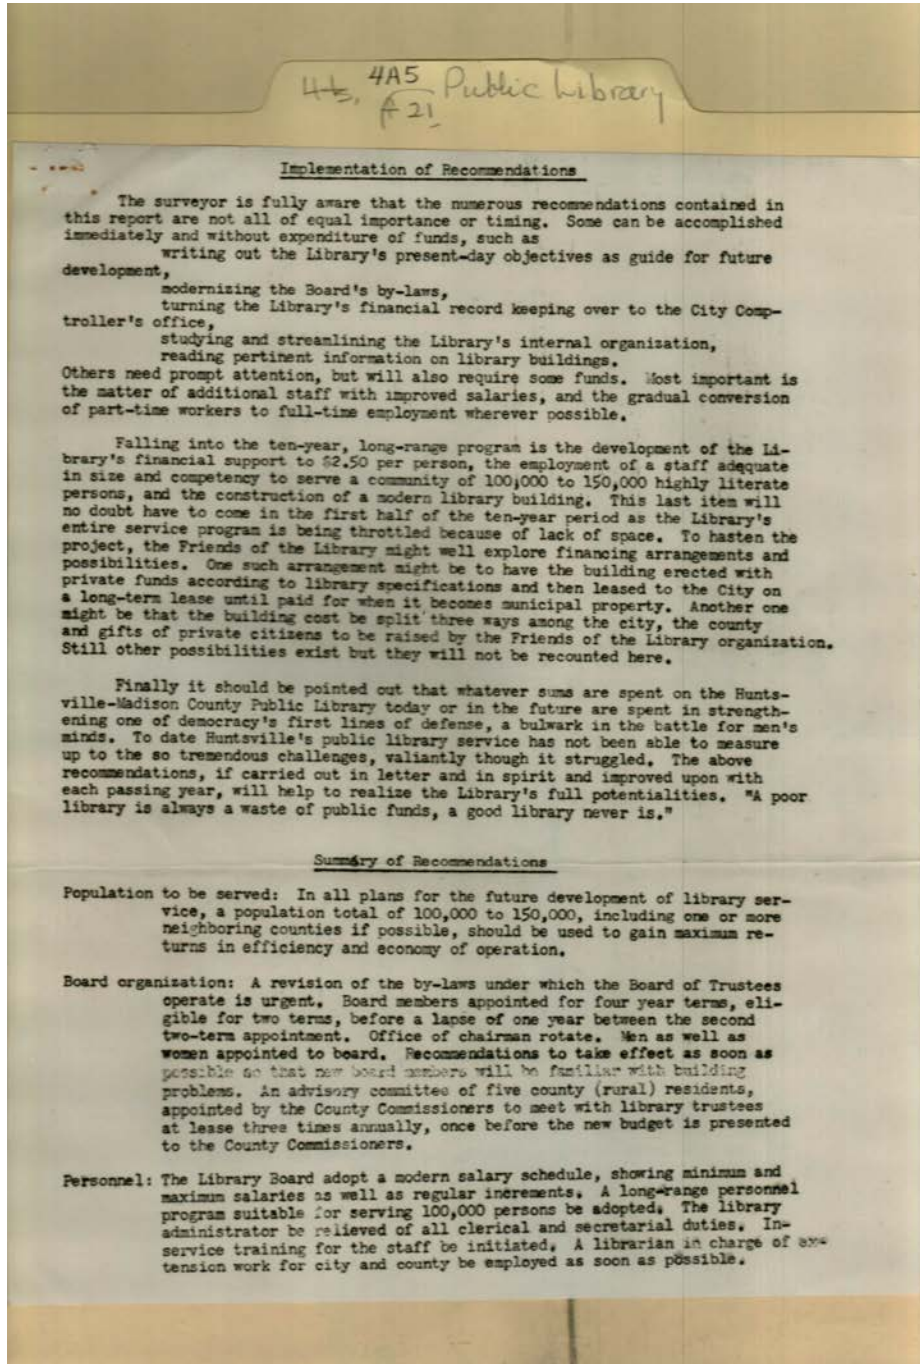 4b, 4A5 Public Library
A 21
Implementation of Recommendations
The surveyor is fully aware that the numerous recommendations contained in
this report are not all of equal importance or timing. Some can be accomplished
immediately and without expenditure of funds, such as
writing out the Library's present-day objectives as guide for future
development,
modernizing the Board's by-laws,
turning the Library's financial record keeping over to the City Comp-
troller's office,
studying and streamlining the Library's internal organization,
reading pertinent information on library buildings.
Others need prompt attention, but will also require some funds. Most important is
the matter of additional staff with improved salaries, and the gradual conversion
of part-time workers to full-time employment wherever possible.
Falling into the ten-year, long-range program is the development of the Li-
brary's financial support to $2.50 per person, the employment of a staff adequate
in size and competency to serve a community of 100,000 to 150,000 highly literate
persons, and the construction of a modern library building. This last item will
no doubt have to come in the first half of the ten-year period as the Library's
entire service program is being throttled because of lack of space. To hasten the
project, the Friends of the Library might well explore financing arrangements and
possibilities. One such arrangement might be to have the building erected with
private funds according to library specifications and then leased to the City on
a long-term lease until paid for when it becomes municipal property. Another one
might be that the building cost be split three ways among the city, the county
and gifts of private citizens to be raised by the Friends of the Library organization.
Still other possibilities exist but they will not be recounted here.
Finally it should be pointed out that whatever sums are spent on the Hunts-
ville-Madison County Public Library today or in the future are spent in strength-
ening one of democracy's first lines of defense, a bulwark in the battle for men's
minds. To date Huntsville's public library service has not been able to measure
up to the so tremendous challenges, valiantly though it struggled. The above
recommendations, if carried out in letter and in spirit and improved upon with
each passing year, will help to realize the Library's full potentialities. "A poor
library is always a waste of public funds, a good library never is."
Summary of Recommendations
Population to be served: In all plans for the future development of library ser-
vice, a population total of 100,000 to 150,000, including one or more
neighboring counties if possible, should be used to gain maximum re-
turns in efficiency and economy of operation.
Board organization: A revision of the by-laws under which the Board of Trustees
operate is urgent. Board members appointed for four year terms, eli-
gible for two terms, before a lapse of one year between the second
two-term appointment. Office of chairman rotate. Men as well as
women appointed to board. Recommendations to take effect as soon as
possible so that new board members will be familiar with building
problems. An advisory committee of five county (rural) residents,
appointed by the County Commissioners to meet with library trustees
at lease three times annually, once before the new budget is presented
to the County Commissioners.
Personnel: The Library Board adopt a modern salary schedule, showing minimum and
maximum salaries as well as regular increments. A long-range personnel
program suitable for serving 100,000 persons be adopted. The library
administrator be relieved of all clerical and secretarial duties. In-
service training for the staff be initiated. A librarian in charge of ex-
tension work for city and county be employed as soon as possible.